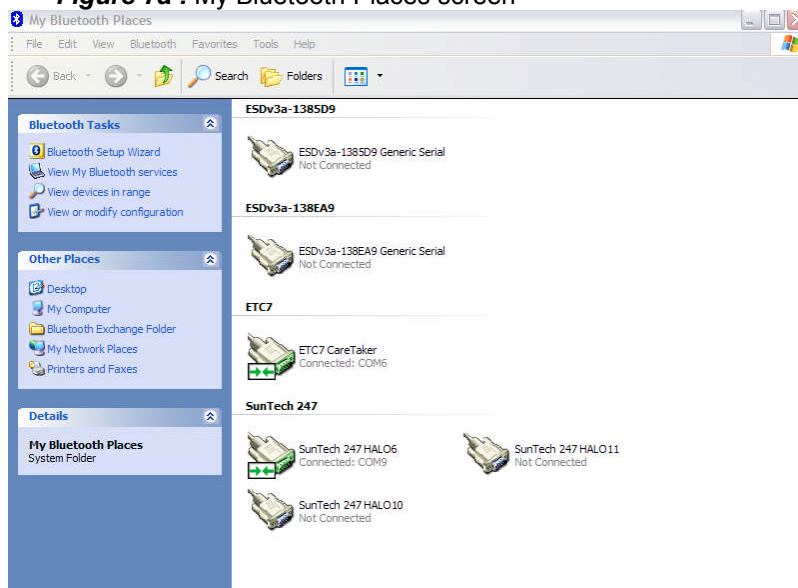 Figure 7a : My Bluetooth Places screen
My Bluetooth Places
File Edit View Bluetooth Favorites Tools Help
Back Search Folders
Bluetooth Tasks
Bluetooth Setup Wizard
View My Bluetooth services
View devices in range
View or modify configuration
Other Places
Desktop
My Computer
Bluetooth Exchange Folder
My Network Places
Printers and Faxes
Details
My Bluetooth Places
System Folder
ESDv3a-1385D9
ESDv3a-1385D9 Generic Serial
Not Connected
ESDv3a-138EA9
ESDv3a-138EA9 Generic Serial
Not Connected
ETC7
ETC7 CareTaker
Connected: COM6
SunTech 247
SunTech 247 HALO6
Connected: COM9
SunTech 247 HALO11
Not Connected
SunTech 247 HALO10
Not Connected